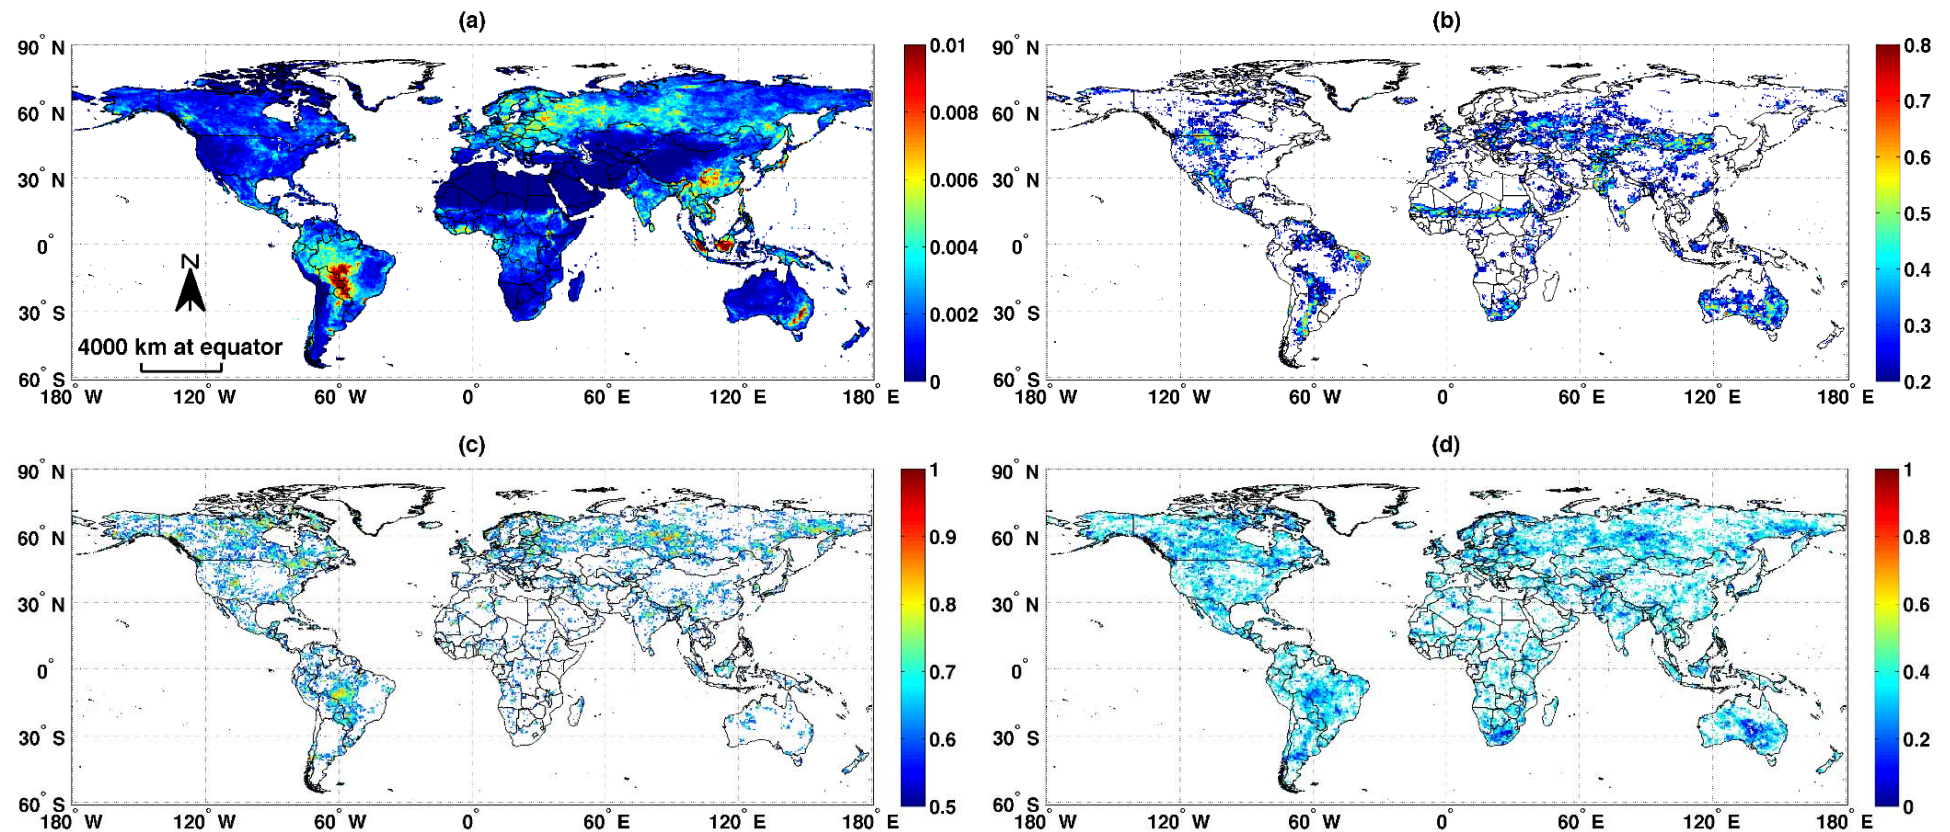 (a)
90° N
60° N
30° N
0°
30° S
60° S
180° W
120° W
60° W
0°
60° E
120° E
180° E
N
4000 km at equator
0.01
0.008
0.006
0.004
0.002
0
(b)
90° N
60° N
30° N
0°
30° S
60° S
180° W
120° W
60° W
0°
60° E
120° E
180° E
0.8
0.7
0.6
0.5
0.4
0.3
0.2
(c)
90° N
60° N
30° N
0°
30° S
60° S
180° W
120° W
60° W
0°
60° E
120° E
180° E
1
0.9
0.8
0.7
0.6
0.5
(d)
90° N
60° N
30° N
0°
30° S
60° S
180° W
120° W
60° W
0°
60° E
120° E
180° E
1
0.8
0.6
0.4
0.2
0